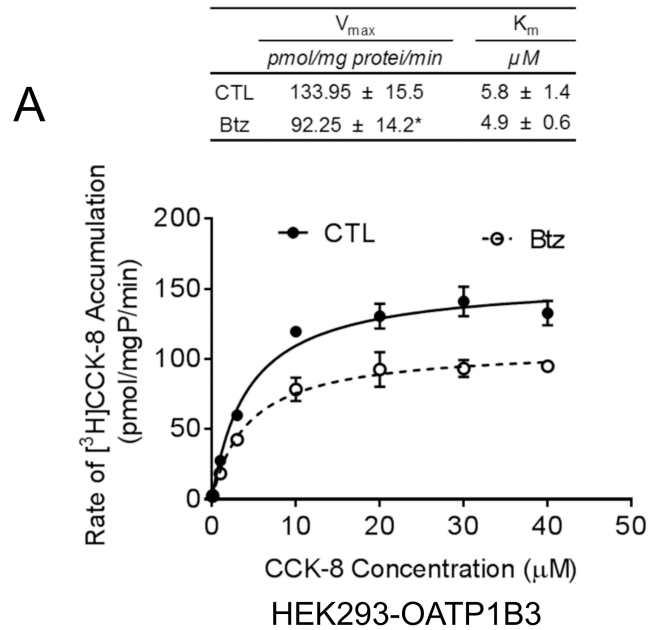 V_max K_m
pmol/mg protei/min µM
CTL 133.95 ± 15.5 5.8 ± 1.4
Btz 92.25 ± 14.2* 4.9 ± 0.6
A
Rate of [³H]CCK-8 Accumulation
(pmol/mgP/min)
200
150
100
50
0
CTL Btz
0 10 20 30 40 50
CCK-8 Concentration (µM)
HEK293-OATP1B3